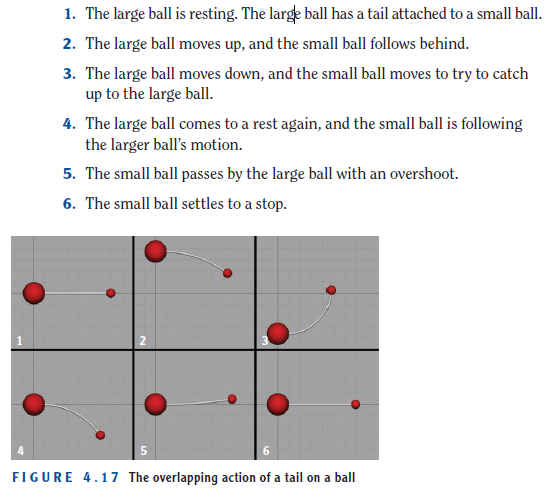 1. The large ball is resting. The large ball has a tail attached to a small ball.
2. The large ball moves up, and the small ball follows behind.
3. The large ball moves down, and the small ball moves to try to catch
up to the large ball.
4. The large ball comes to a rest again, and the small ball is following
the larger ball's motion.
5. The small ball passes by the large ball with an overshoot.
6. The small ball settles to a stop.
1
2
3
4
5
6
FIGURE 4.17 The overlapping action of a tail on a ball